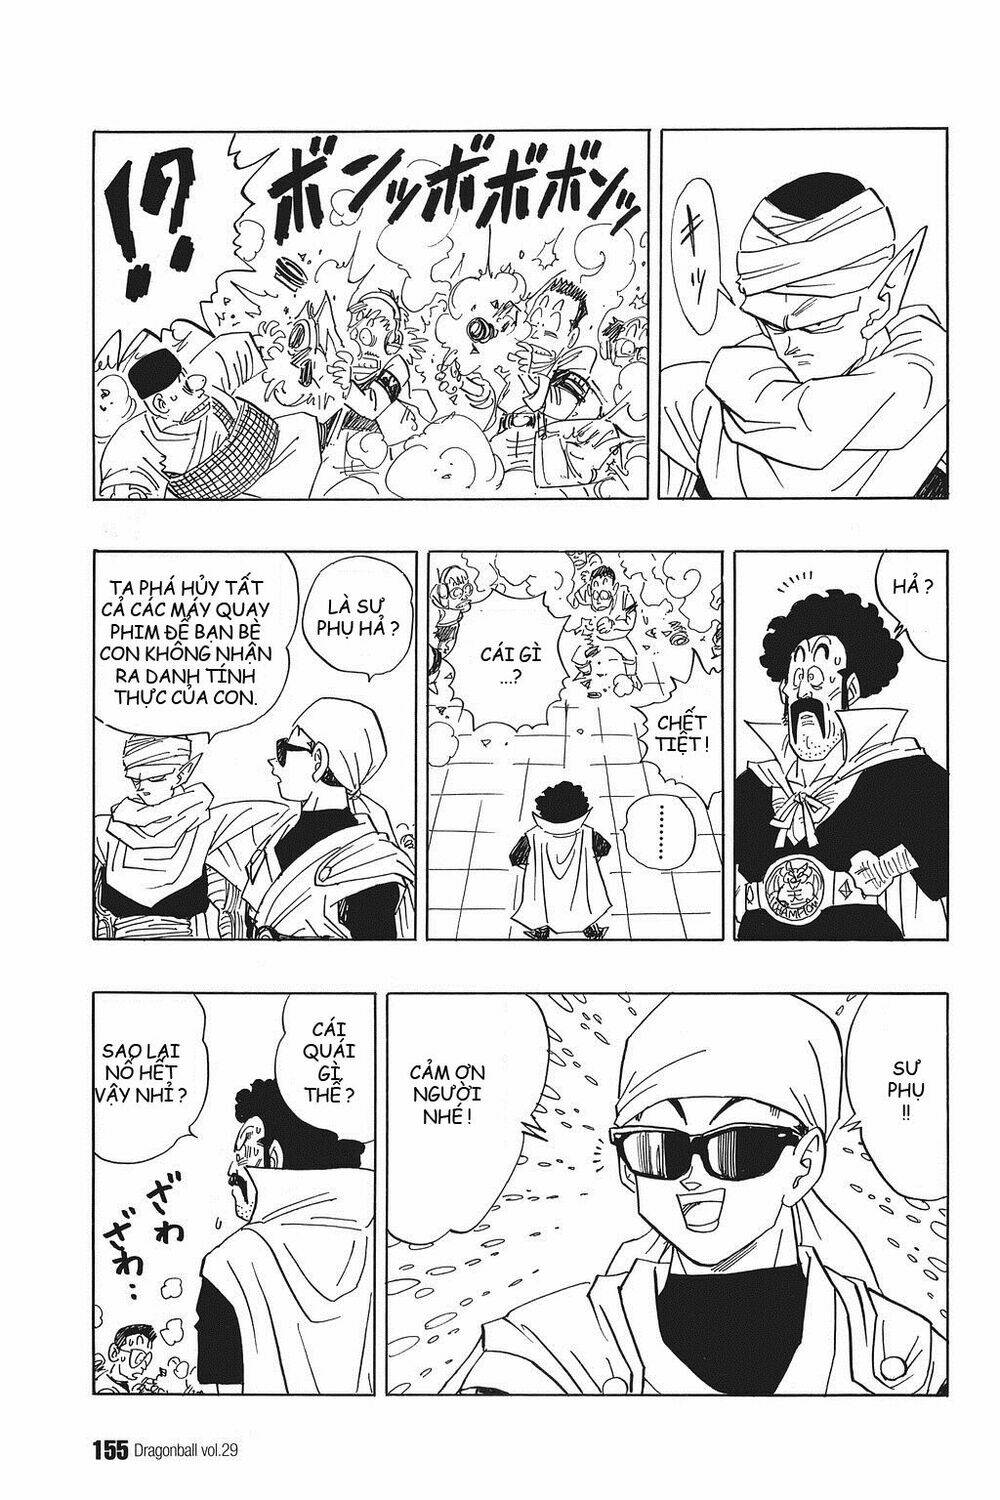 キッ
ボンッボボボンッ
!?
HẢ?
CHAMPION
CÁI GÌ
...?
CHẾT
TIỆT!
.........
LÀ SƯ
PHỤ HẢ?
TA PHÁ HỦY TẤT
CẢ CÁC MÁY QUAY
PHIM ĐỂ BẠN BÈ
CON KHÔNG NHẬN
RA DANH TÍNH
THỰC CỦA CON.
SƯ
PHỤ
!!
CẢM ƠN
NGƯỜI
NHÉ!
CÁI
QUÁI
GÌ
THẾ?
SAO LẠI
NỔ HẾT
VẬY NHỈ?
ざわ
ざわ..
155 Dragonball vol.29